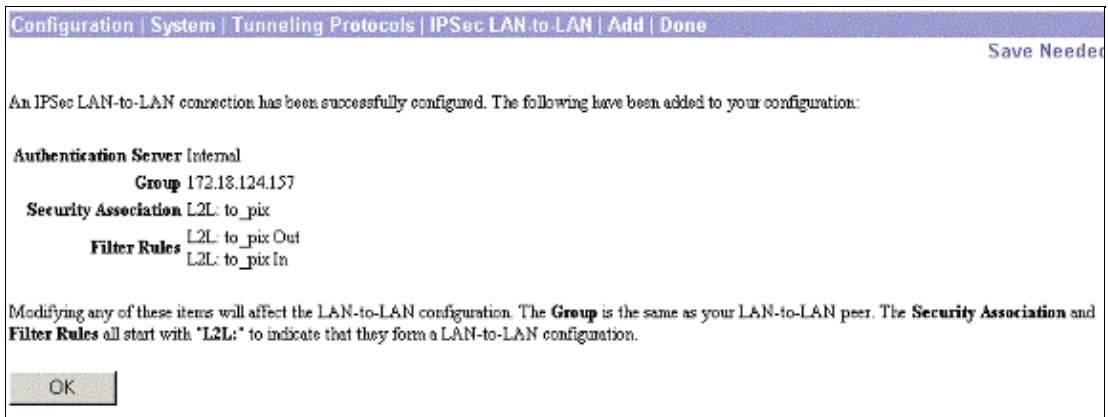 Configuration | System | Tunneling Protocols | IPSec LAN-to-LAN | Add | Done
Save Needed
An IPSec LAN-to-LAN connection has been successfully configured. The following have been added to your configuration:
Authentication Server Internal
Group 172.18.124.157
Security Association L2L: to_pix
Filter Rules L2L: to_pix Out
L2L: to_pix In
Modifying any of these items will affect the LAN-to-LAN configuration. The Group is the same as your LAN-to-LAN peer. The Security Association and
Filter Rules all start with "L2L:" to indicate that they form a LAN-to-LAN configuration.
OK